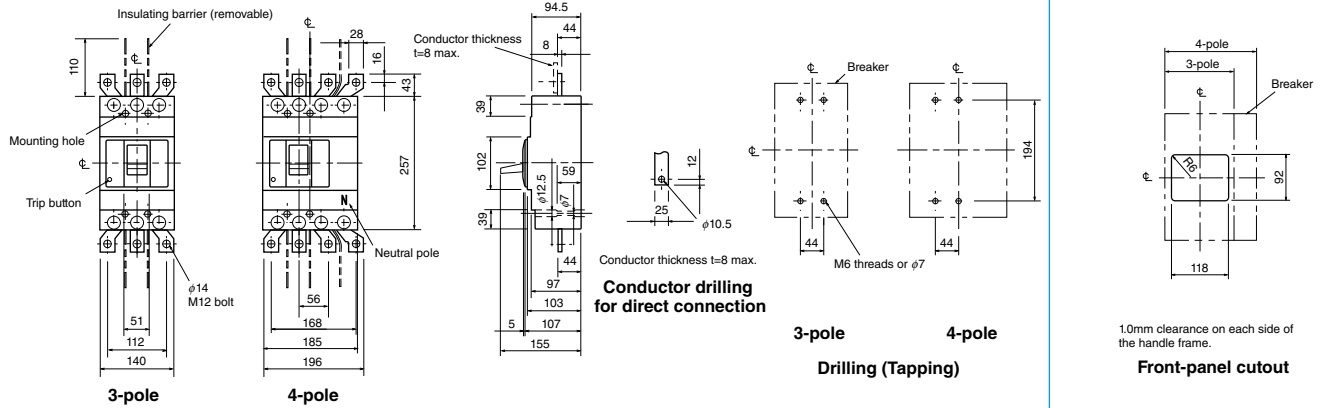 Insulating barrier (removable)
110
℄
Mounting hole
℄
Trip button
φ14
M12 bolt
51
112
140
3-pole
℄
28
16
43
257
N
Neutral pole
56
168
185
196
4-pole
94.5
44
8
Conductor thickness
t=8 max.
39
102
39
φ12.5
59
φ7
44
97
103
5
107
155
12
25
φ10.5
Conductor thickness t=8 max.
Conductor drilling
for direct connection
℄
Breaker
℄
44
M6 threads or φ7
3-pole
℄
194
44
4-pole
Drilling (Tapping)
4-pole
3-pole
℄
Breaker
℄
R6
92
118
1.0mm clearance on each side of
the handle frame.
Front-panel cutout